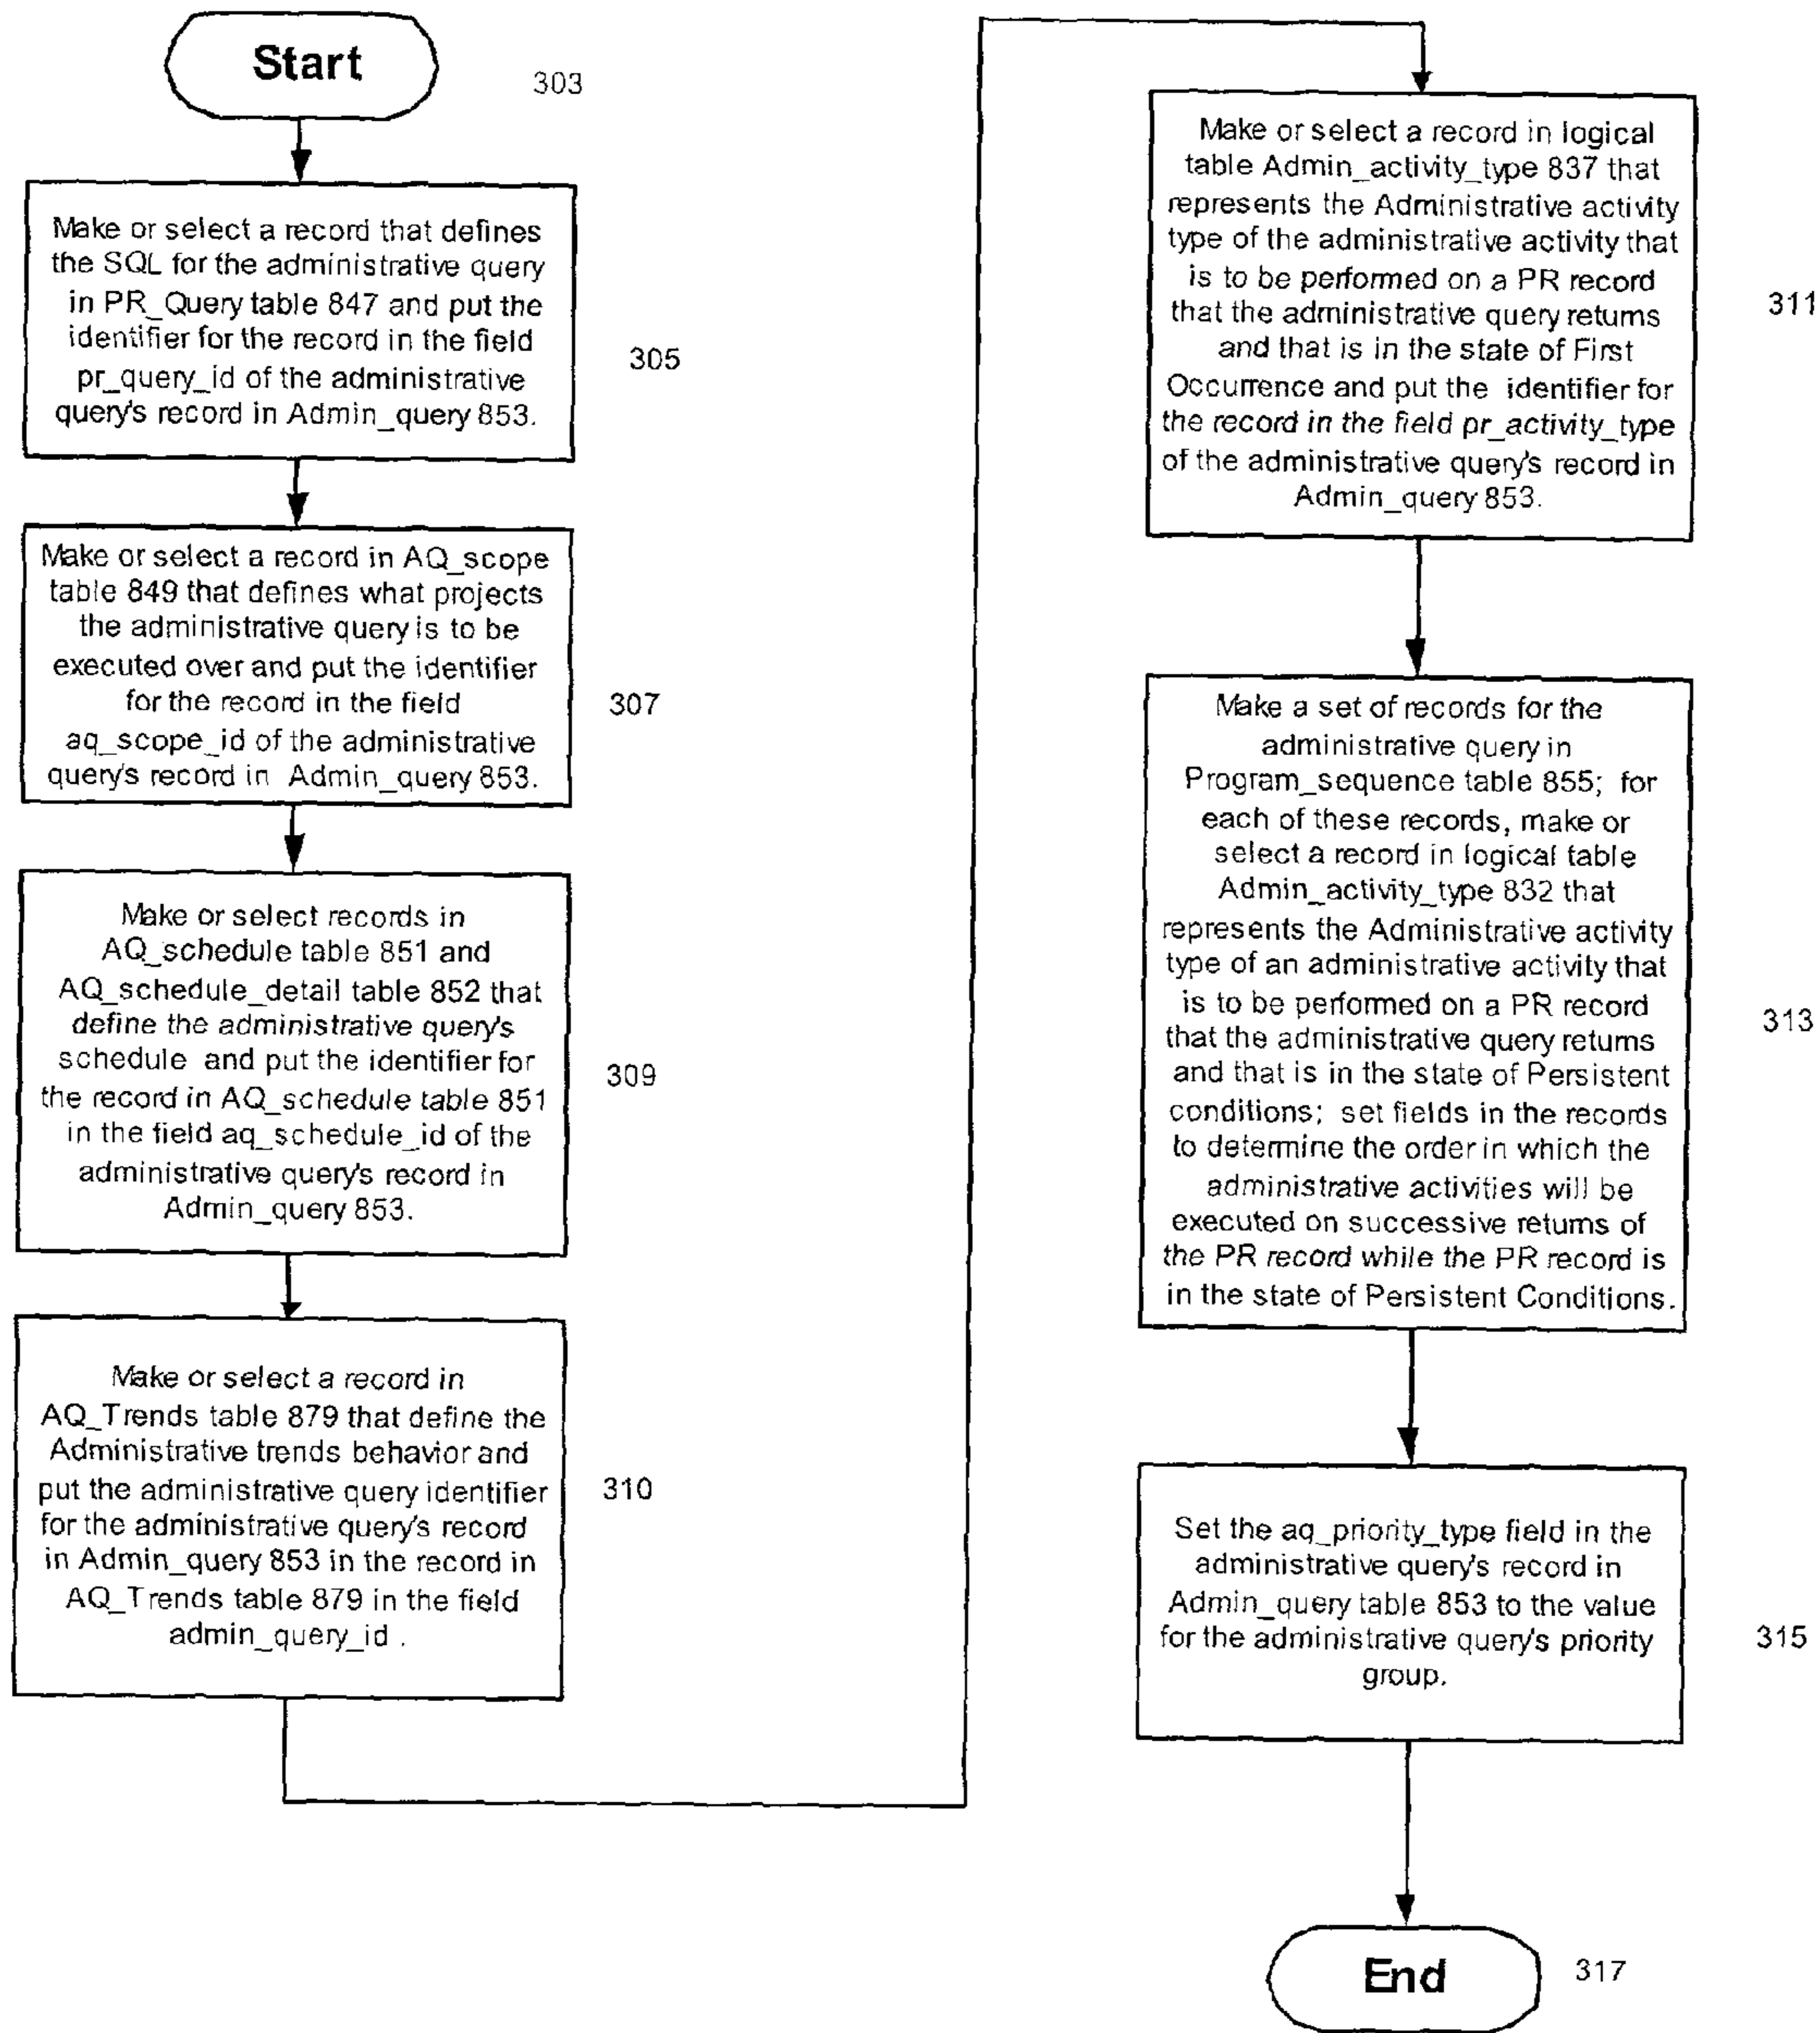 Start
303
Make or select a record that defines
the SQL for the administrative query
in PR_Query table 847 and put the
identifier for the record in the field
pr_query_id of the administrative
query's record in Admin_query 853.
305
Make or select a record in AQ_scope
table 849 that defines what projects
the administrative query is to be
executed over and put the identifier
for the record in the field
aq_scope_id of the administrative
query's record in Admin_query 853.
307
Make or select records in
AQ_schedule table 851 and
AQ_schedule_detail table 852 that
define the administrative query's
schedule and put the identifier for
the record in AQ_schedule table 851
in the field aq_schedule_id of the
administrative query's record in
Admin_query 853.
309
Make or select a record in
AQ_Trends table 879 that define the
Administrative trends behavior and
put the administrative query identifier
for the administrative query's record
in Admin_query 853 in the record in
AQ_Trends table 879 in the field
admin_query_id .
310
Make or select a record in logical
table Admin_activity_type 837 that
represents the Administrative activity
type of the administrative activity that
is to be performed on a PR record
that the administrative query returns
and that is in the state of First
Occurrence and put the identifier for
the record in the field pr_activity_type
of the administrative query's record in
Admin_query 853.
311
Make a set of records for the
administrative query in
Program_sequence table 855; for
each of these records, make or
select a record in logical table
Admin_activity_type 832 that
represents the Administrative activity
type of an administrative activity that
is to be performed on a PR record
that the administrative query returns
and that is in the state of Persistent
conditions; set fields in the records
to determine the order in which the
administrative activities will be
executed on successive returns of
the PR record while the PR record is
in the state of Persistent Conditions.
313
Set the aq_priority_type field in the
administrative query's record in
Admin_query table 853 to the value
for the administrative query's priority
group.
315
End
317